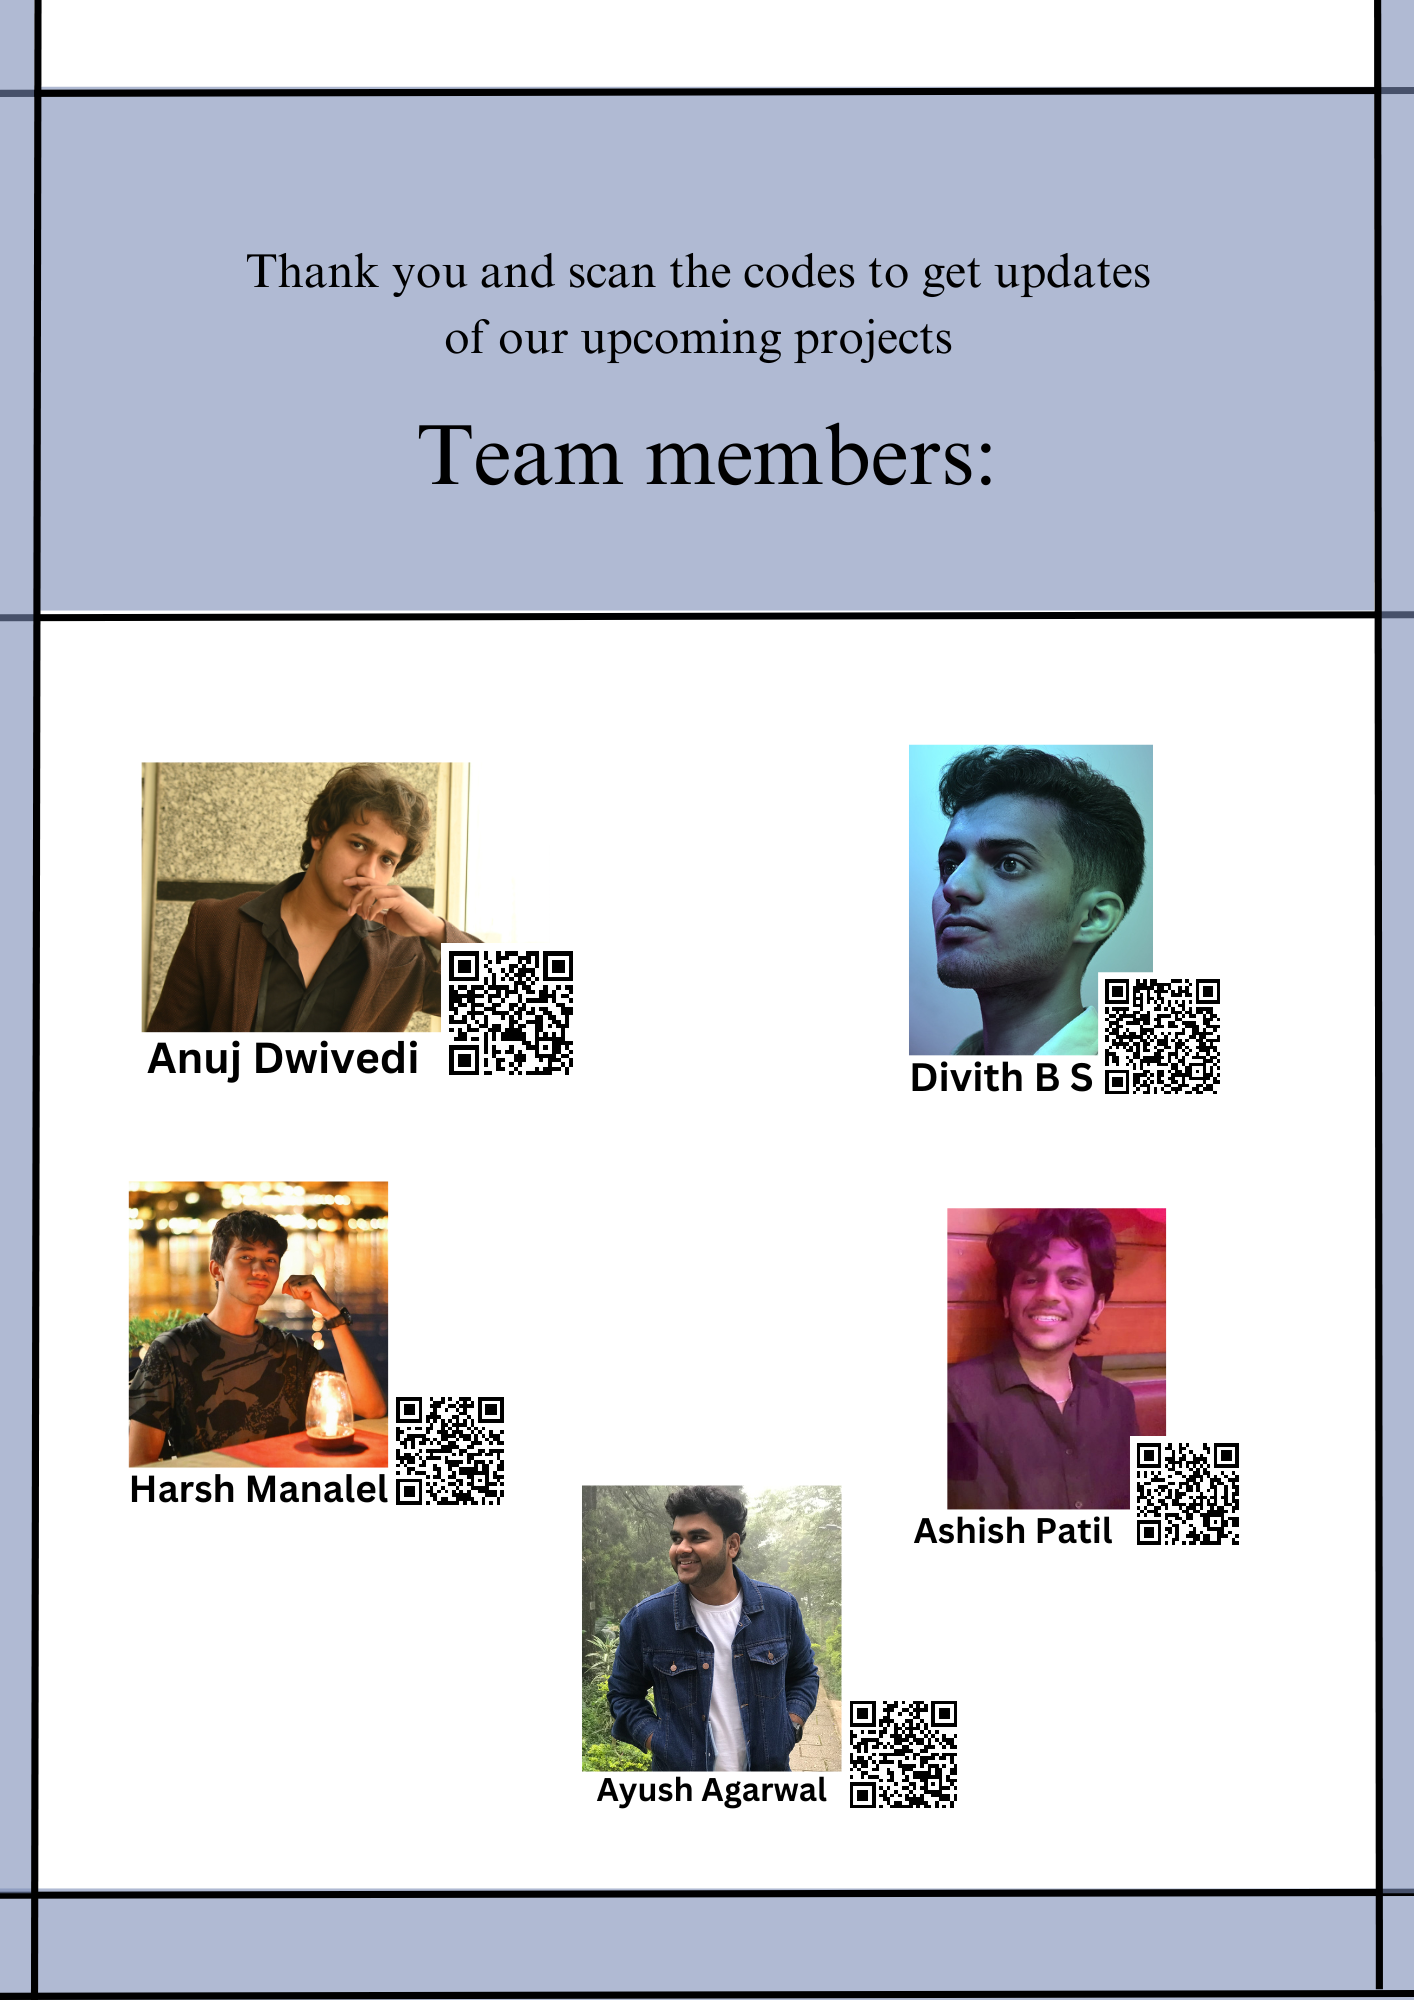 Thank you and scan the codes to get updates
of our upcoming projects
Team members:
Anuj Dwivedi
Divith B S
Harsh Manalel
Ashish Patil
Ayush Agarwal